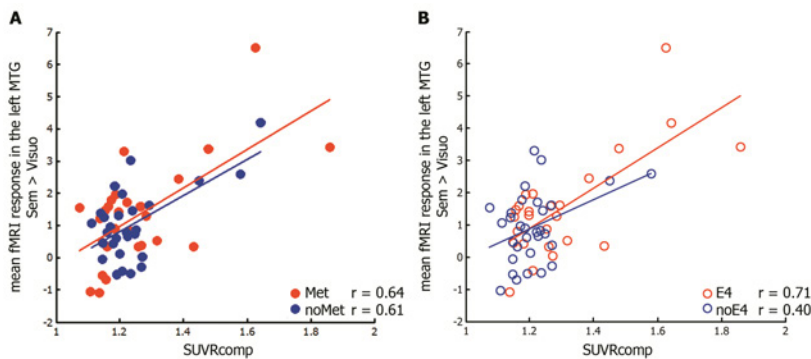 A
mean fMRI response in the left MTG
Sem > Visuo
7
6
5
4
3
2
1
0
-1
-2
1
1.2
1.4
1.6
1.8
2
SUVRcomp
Met r = 0.64
noMet r = 0.61
B
mean fMRI response in the left MTG
Sem > Visuo
7
6
5
4
3
2
1
0
-1
-2
1
1.2
1.4
1.6
1.8
2
SUVRcomp
E4 r = 0.71
noE4 r = 0.40